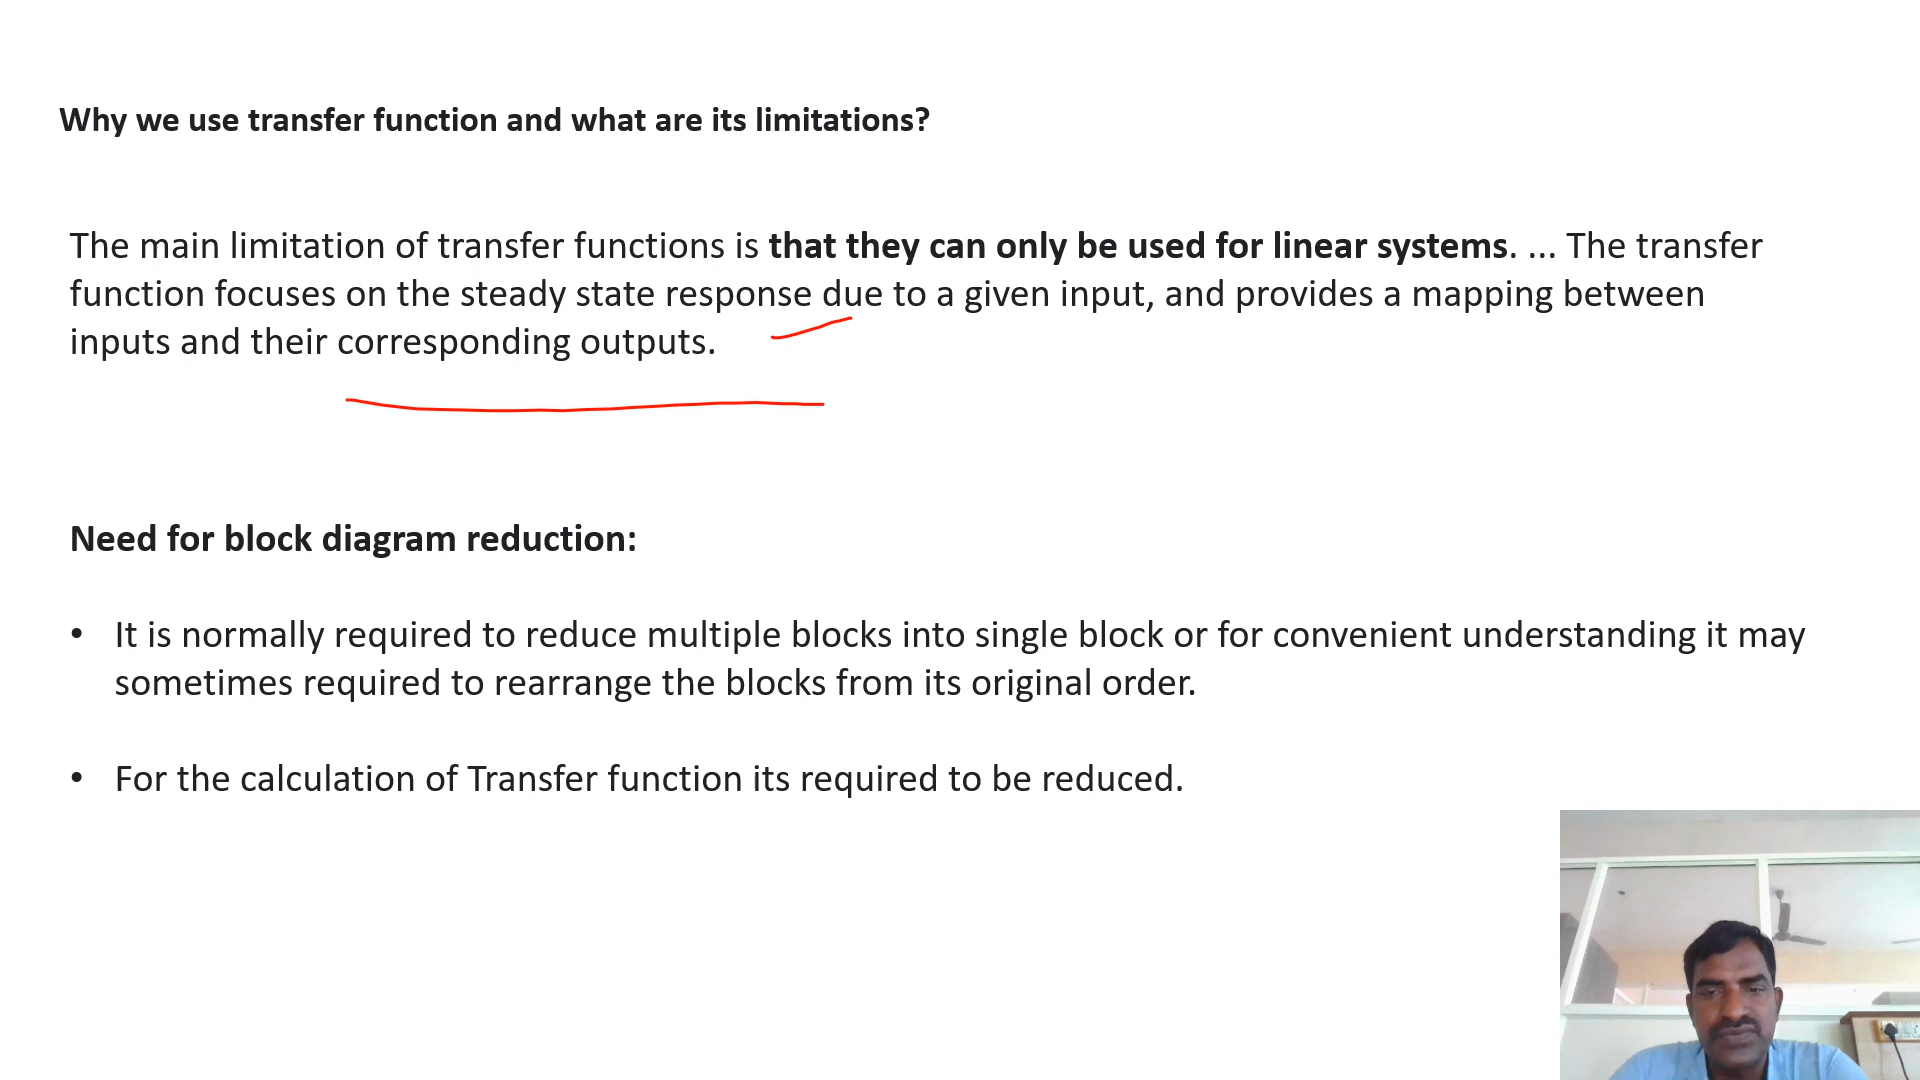 Why we use transfer function and what are its limitations?
The main limitation of transfer functions is that they can only be used for linear systems. ... The transfer
function focuses on the steady state response due to a given input, and provides a mapping between
inputs and their corresponding outputs.
Need for block diagram reduction:
• It is normally required to reduce multiple blocks into single block or for convenient understanding it may
sometimes required to rearrange the blocks from its original order.
• For the calculation of Transfer function its required to be reduced.